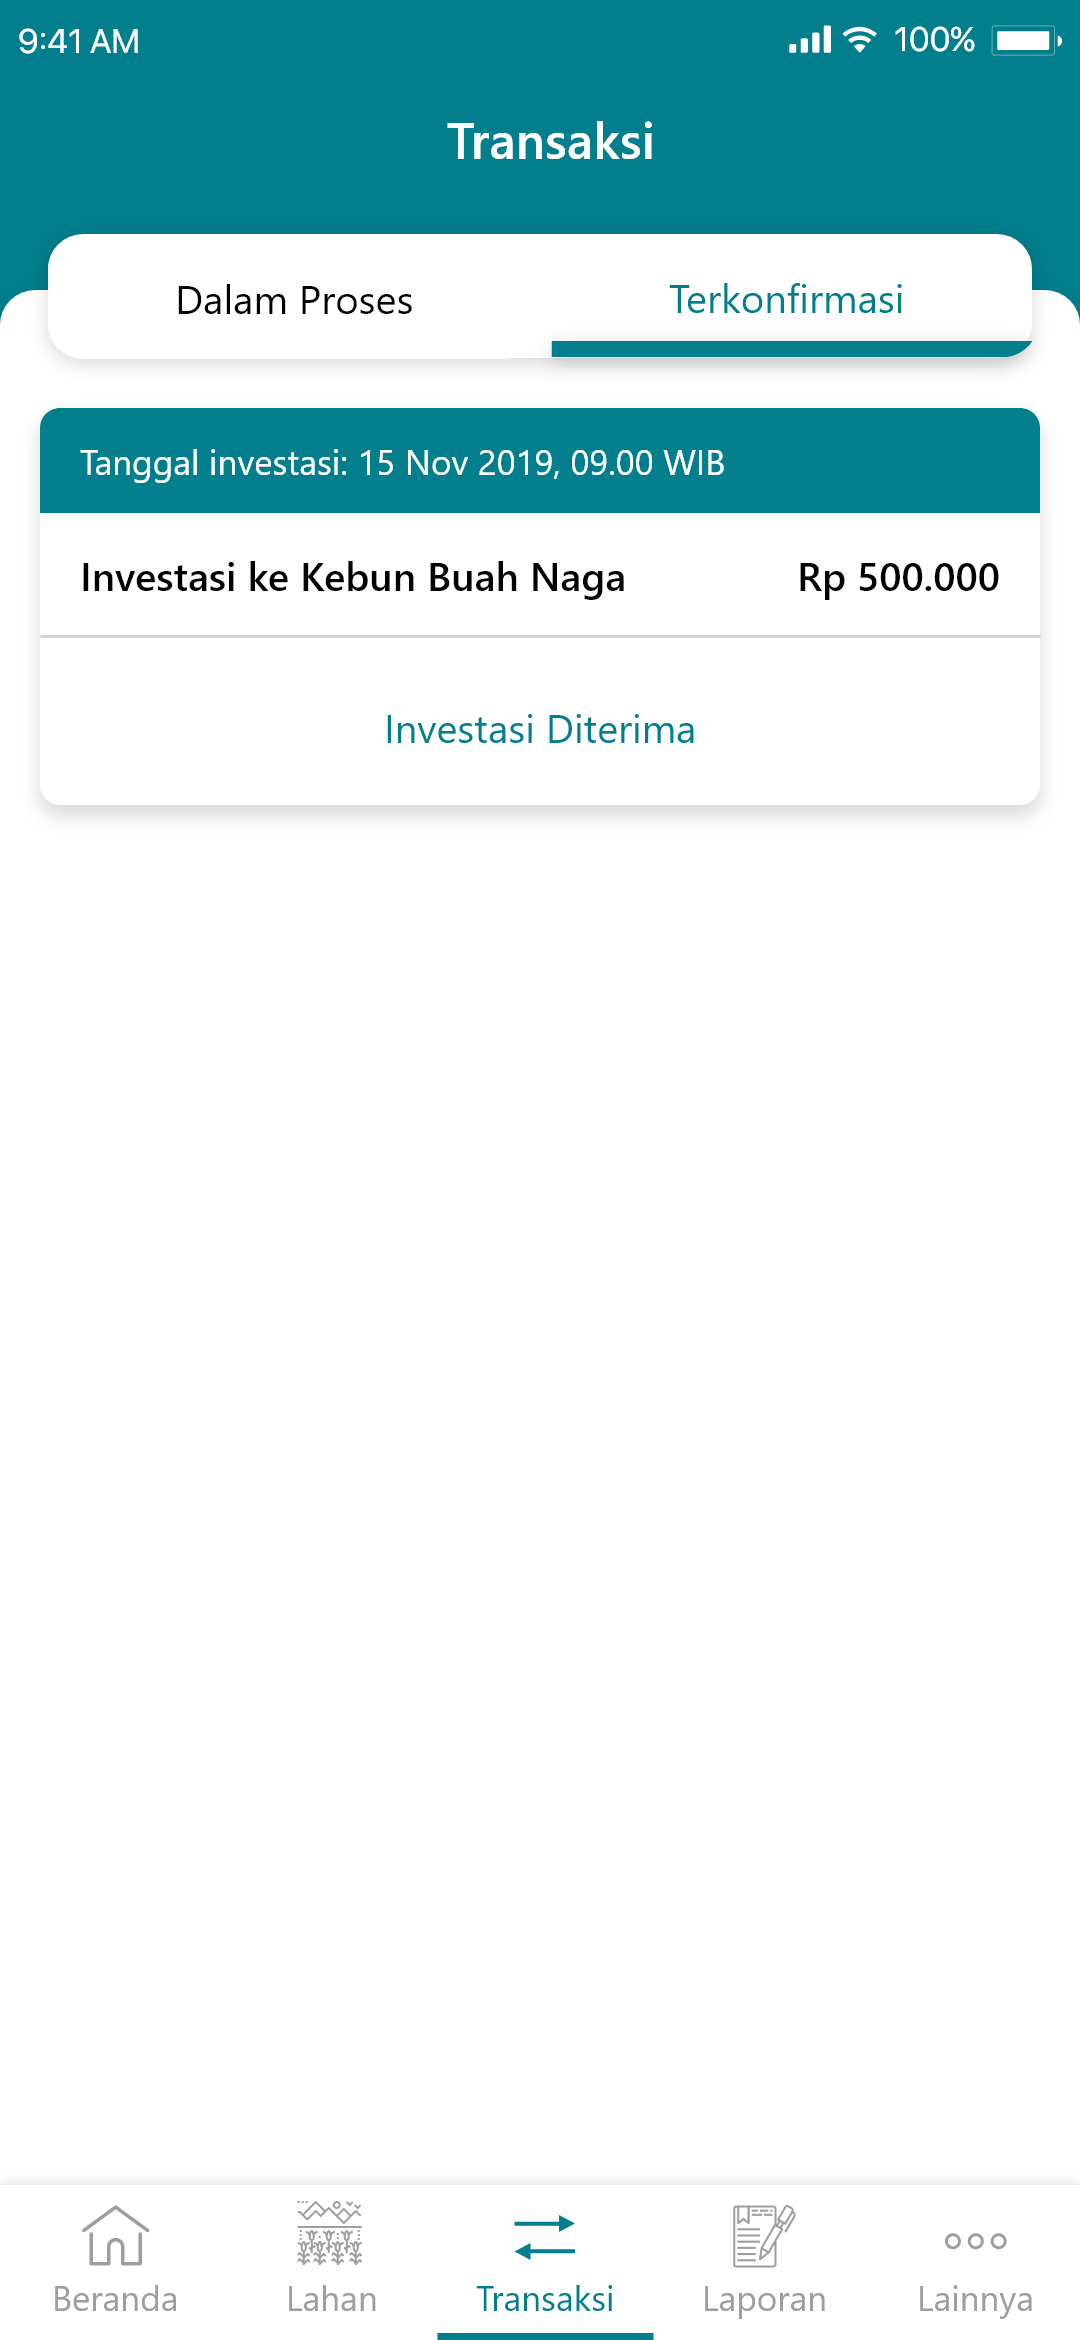 9:41 AM 100%
Transaksi
Dalam Proses Terkonfirmasi
Tanggal investasi: 15 Nov 2019, 09.00 WIB
Investasi ke Kebun Buah Naga Rp 500.000
Investasi Diterima
Beranda Lahan Transaksi Laporan Lainnya